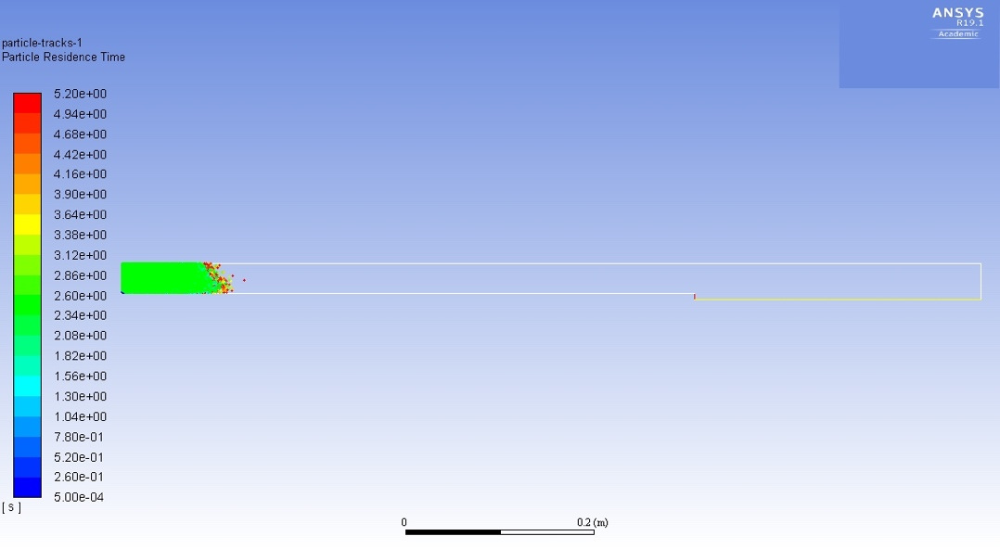 ANSYS
R19.1
Academic
particle-tracks-1
Particle Residence Time
5.20e+00
4.94e+00
4.68e+00
4.42e+00
4.16e+00
3.90e+00
3.64e+00
3.38e+00
3.12e+00
2.86e+00
2.60e+00
2.34e+00
2.08e+00
1.82e+00
1.56e+00
1.30e+00
1.04e+00
7.80e-01
5.20e-01
2.60e-01
5.00e-04
[ s ]
0 0.2 (m)